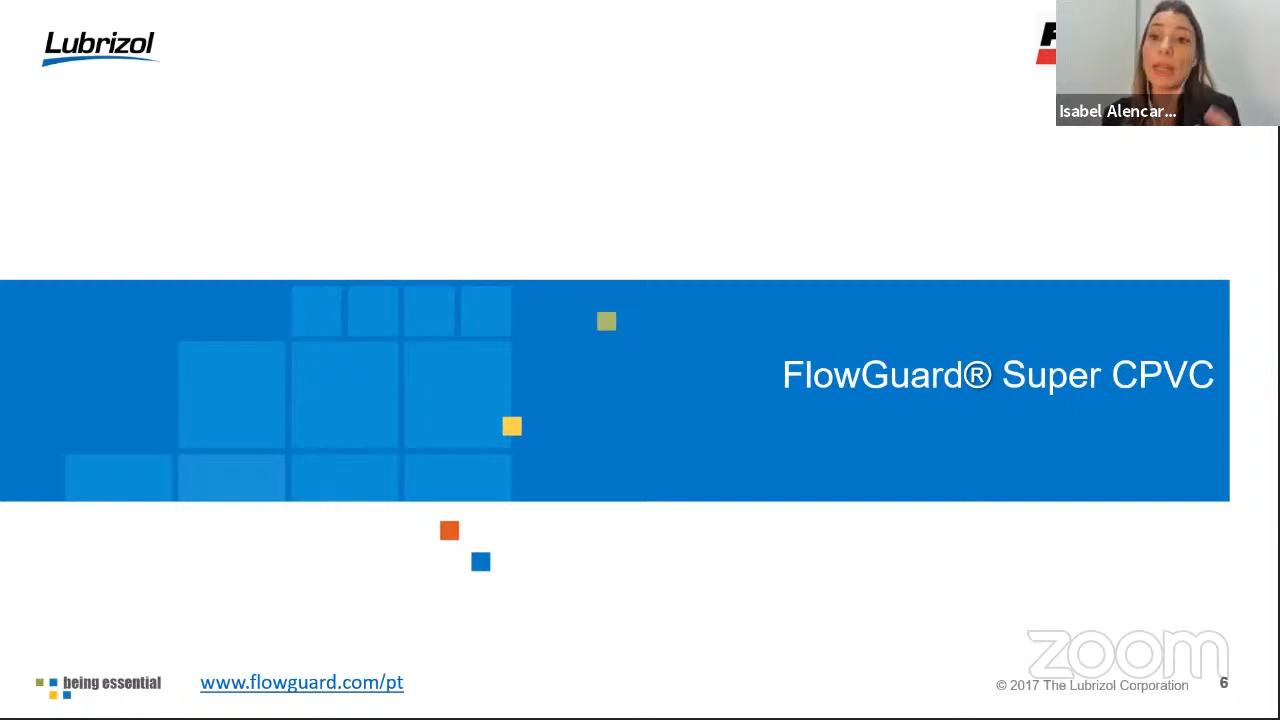 Lubrizol
Isabel Alencar...
FlowGuard® Super CPVC
being essential
www.flowguard.com/pt
zoom
© 2017 The Lubrizol Corporation
6